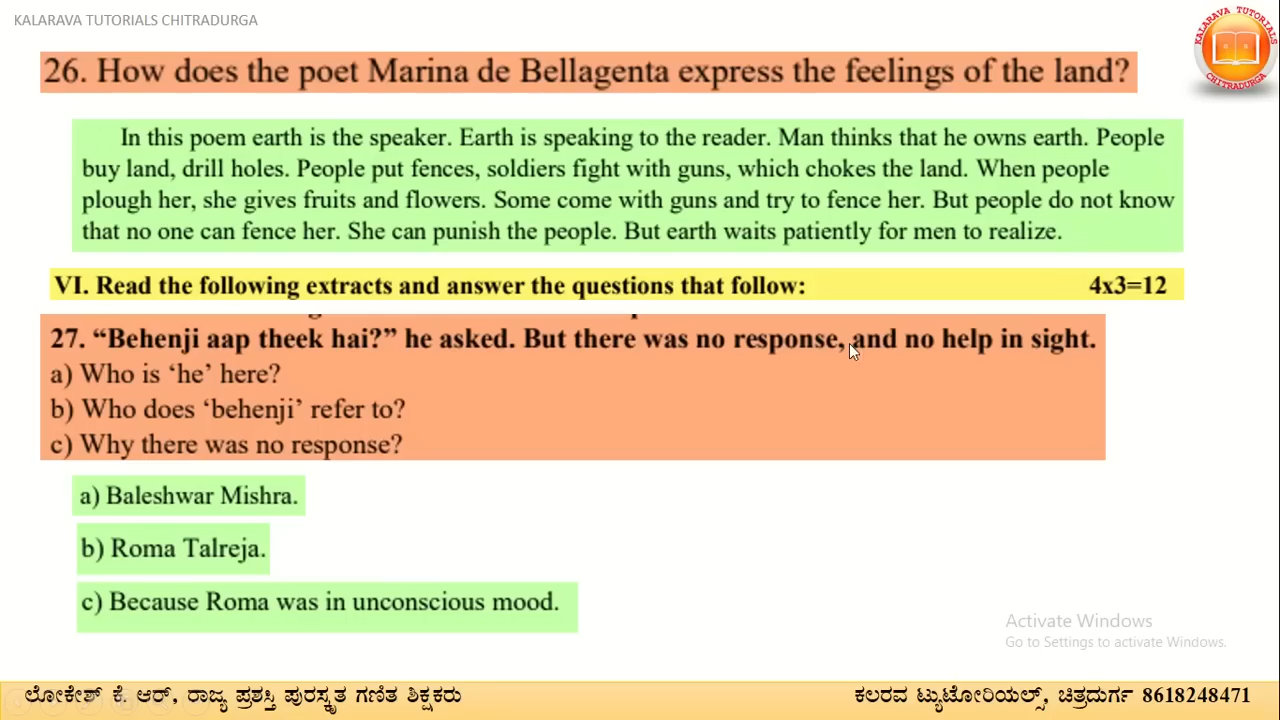 KALARAVA TUTORIALS CHITRADURGA
KALARAVA TUTORIALS
CHITRADURGA
26. How does the poet Marina de Bellagenta express the feelings of the land?
In this poem earth is the speaker. Earth is speaking to the reader. Man thinks that he owns earth. People
buy land, drill holes. People put fences, soldiers fight with guns, which chokes the land. When people
plough her, she gives fruits and flowers. Some come with guns and try to fence her. But people do not know
that no one can fence her. She can punish the people. But earth waits patiently for men to realize.
VI. Read the following extracts and answer the questions that follow: 4x3=12
27. “Behenji aap theek hai?” he asked. But there was no response, and no help in sight.
a) Who is ‘he’ here?
b) Who does ‘behenji’ refer to?
c) Why there was no response?
a) Baleshwar Mishra.
b) Roma Talreja.
c) Because Roma was in unconscious mood.
Activate Windows
Go to Settings to activate Windows.
ಲೋಕೇಶ್ ಕೆ. ಆರ್, ರಾಜ್ಯ ಪ್ರಶಸ್ತಿ ಪುರಸ್ಕೃತ ಗಣಿತ ಶಿಕ್ಷಕರು ಕಲರವ ಟ್ಯುಟೋರಿಯಲ್ಸ್, ಚಿತ್ರದುರ್ಗ 8618248471